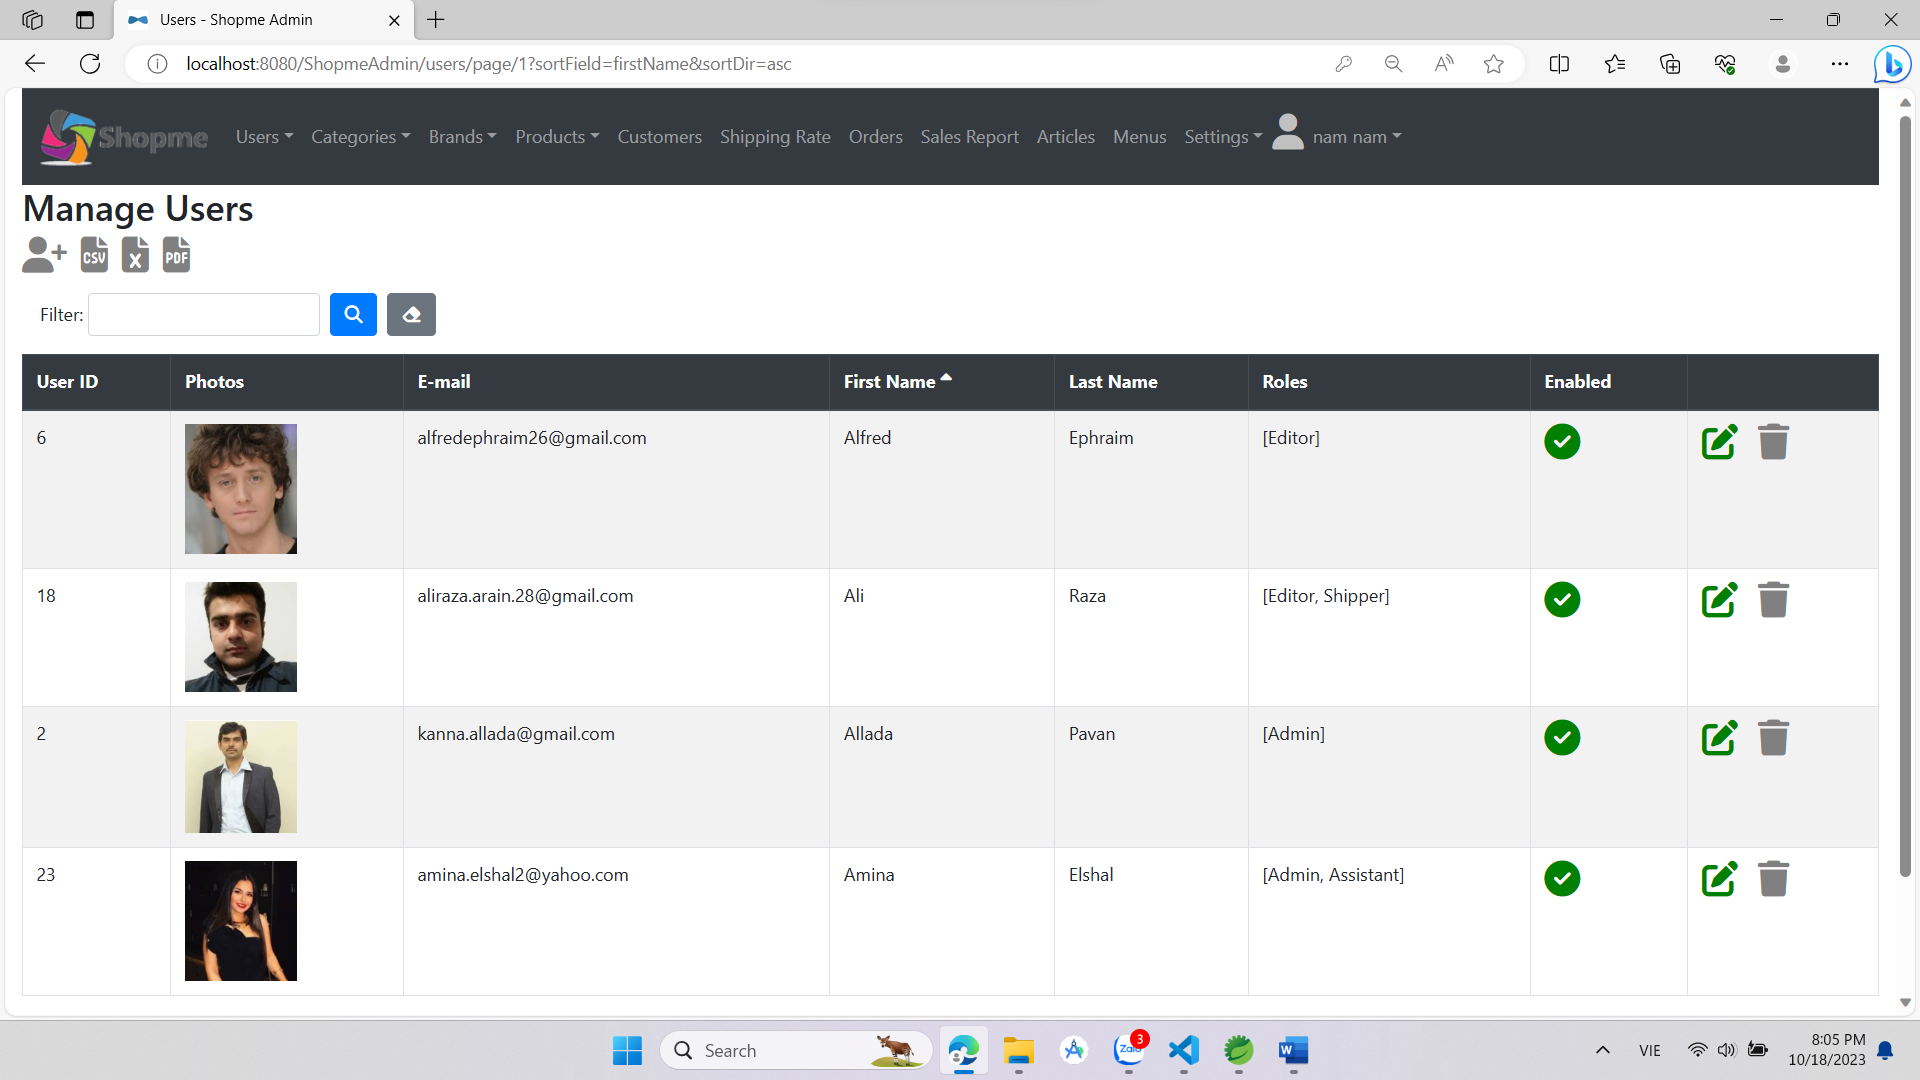 Users - Shopme Admin
localhost:8080/ShopmeAdmin/users/page/1?sortField=firstName&sortDir=asc
Shopme Users Categories Brands Products Customers Shipping Rate Orders Sales Report Articles Menus Settings nam nam
Manage Users
CSV X PDF
Filter:
User ID Photos E-mail First Name Last Name Roles Enabled
6 alfredephraim26@gmail.com Alfred Ephraim [Editor]
18 aliraza.arain.28@gmail.com Ali Raza [Editor, Shipper]
2 kanna.allada@gmail.com Allada Pavan [Admin]
23 amina.elshal2@yahoo.com Amina Elshal [Admin, Assistant]
Search Zalo 3 W VIE 8:05 PM
10/18/2023